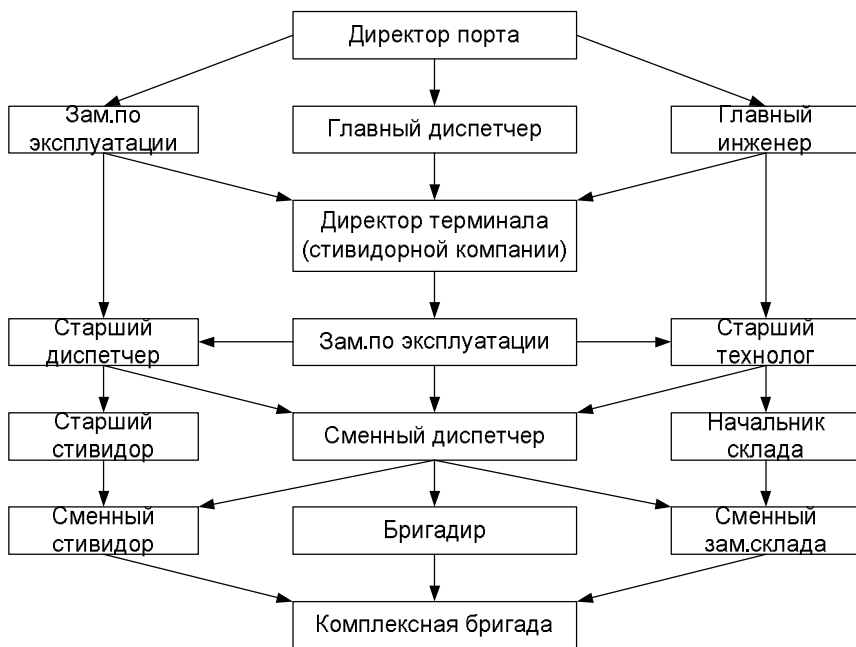 Директор порта
Зам.по
эксплуатации
Главный диспетчер
Главный
инженер
Директор терминала
(стивидорной компании)
Старший
диспетчер
Зам.по эксплуатации
Старший
технолог
Старший
стивидор
Сменный диспетчер
Начальник
склада
Сменный
стивидор
Бригадир
Сменный
зам.склада
Комплексная бригада